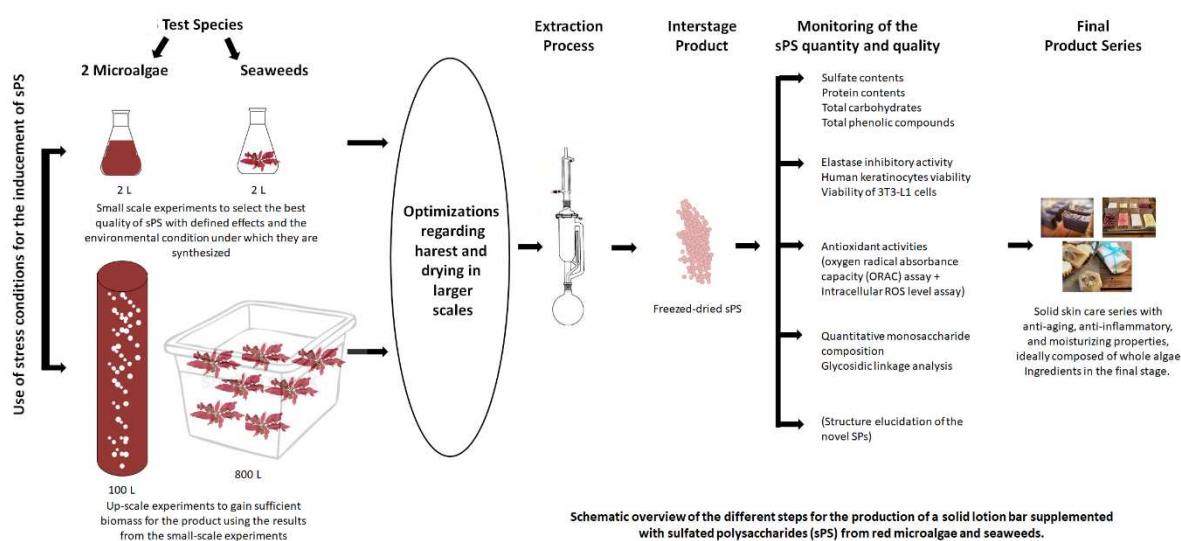 Use of stress conditions for the inducement of sPS
Test Species
2 Microalgae
Seaweeds
2 L
2 L
Small scale experiments to select the best
quality of sPS with defined effects and the
environmental condition under which they are
synthesized
100 L
800 L
Up-scale experiments to gain sufficient
biomass for the product using the results
from the small-scale experiments
Optimizations
regarding
harest and
drying in
larger
scales
Extraction
Process
Interstage
Product
Freezed-dried sPS
Monitoring of the
sPS quantity and quality
Sulfate contents
Protein contents
Total carbohydrates
Total phenolic compounds
Elastase inhibitory activity
Human keratinocytes viability
Viability of 3T3-L1 cells
Antioxidant activities
(oxygen radical absorbance
capacity (ORAC) assay +
Intracellular ROS level assay)
Quantitative monosaccharide
composition
Glycosidic linkage analysis
(Structure elucidation of the
novel SPs)
Final
Product Series
Solid skin care series with
anti-aging, anti-inflammatory,
and moisturizing properties,
ideally composed of whole algae
Ingredients in the final stage.
Schematic overview of the different steps for the production of a solid lotion bar supplemented
with sulfated polysaccharides (sPS) from red microalgae and seaweeds.